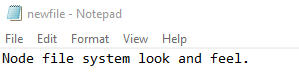 newfile - Notepad
File Edit Format View Help
Node file system look and feel.